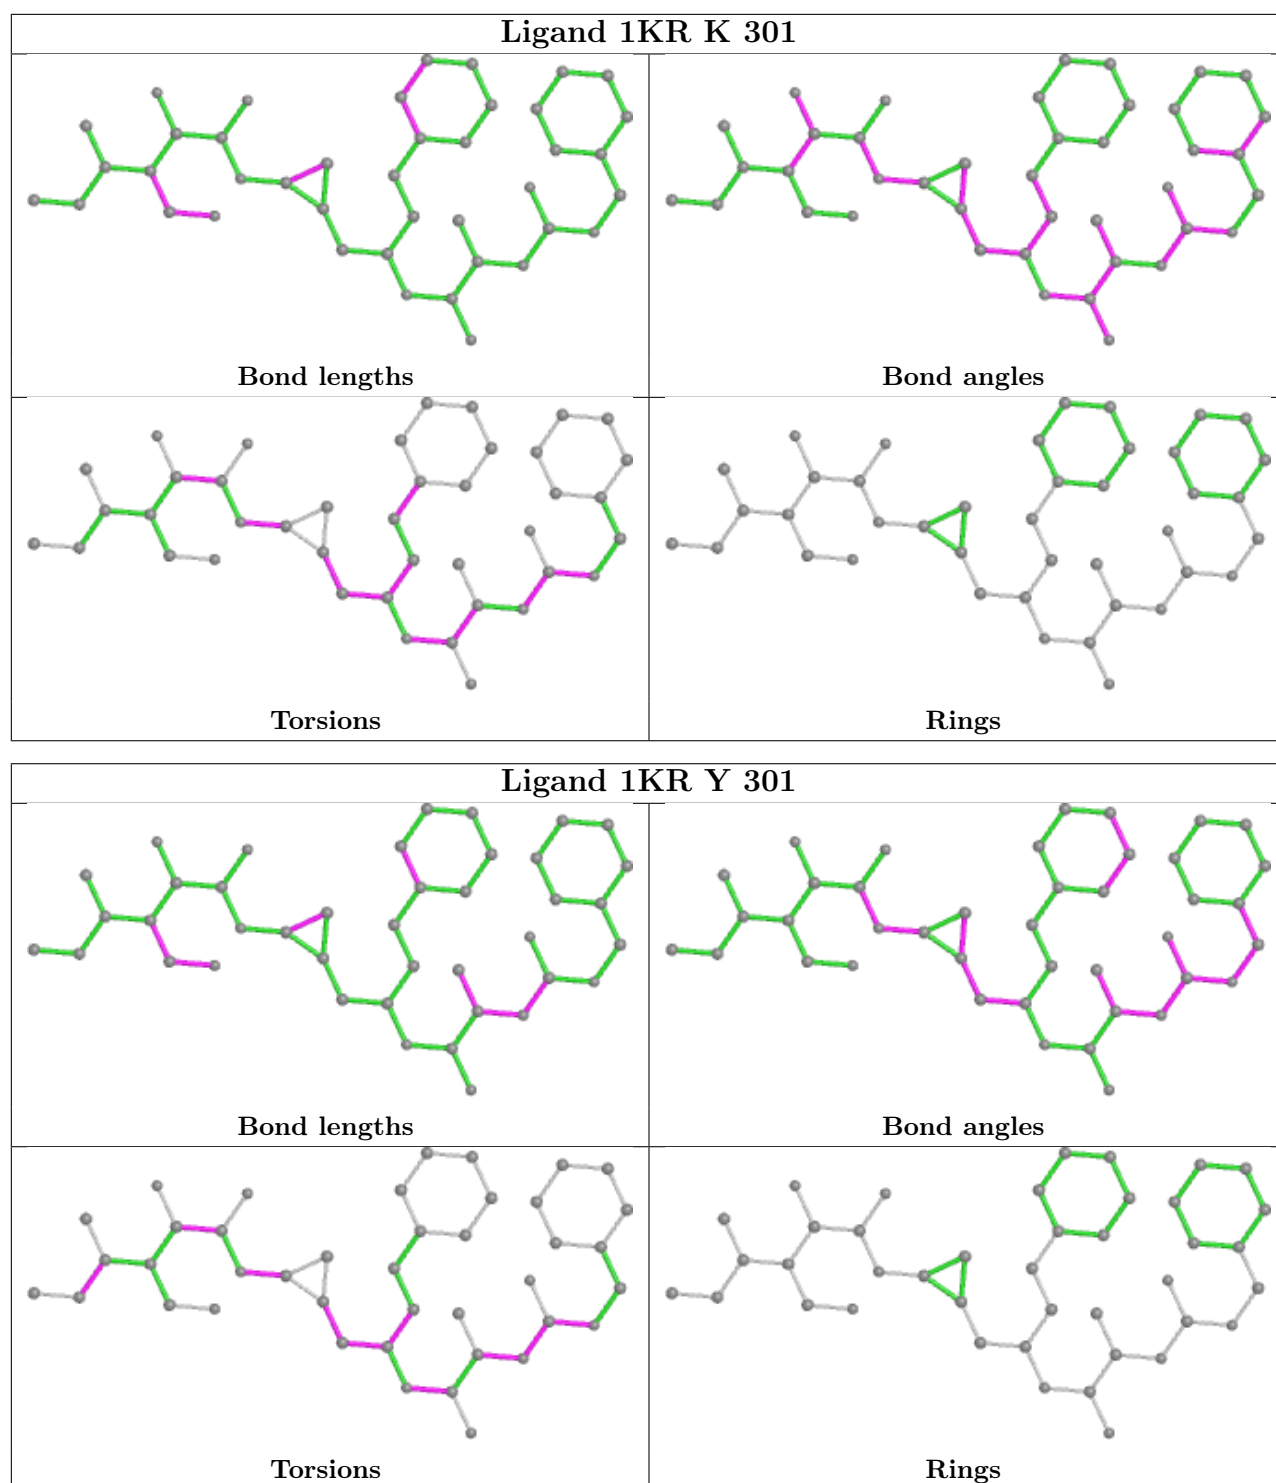 Ligand 1KR K 301
Bond lengths
Bond angles
Torsions
Rings
Ligand 1KR Y 301
Bond lengths
Bond angles
Torsions
Rings